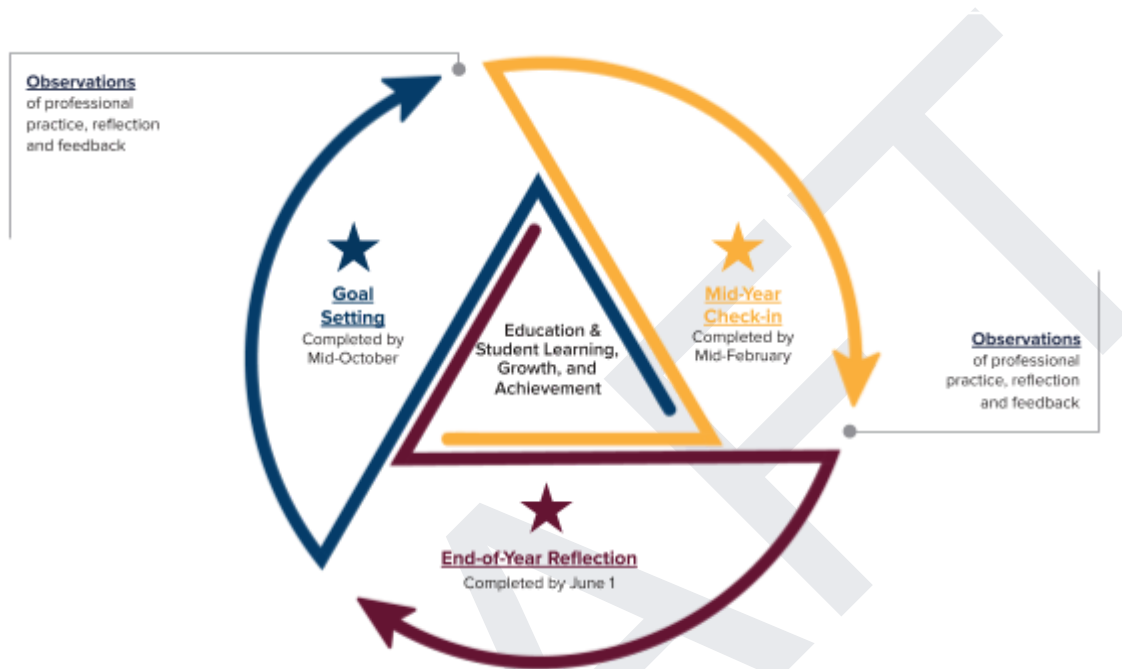 Observations
of professional
practice, reflection
and feedback
Goal
Setting
Completed by
Mid-October
Education &
Student Learning,
Growth, and
Achievement
Mid-Year
Check-in
Completed by
Mid-February
Observations
of professional
practice, reflection
and feedback
End-of-Year Reflection
Completed by June 1